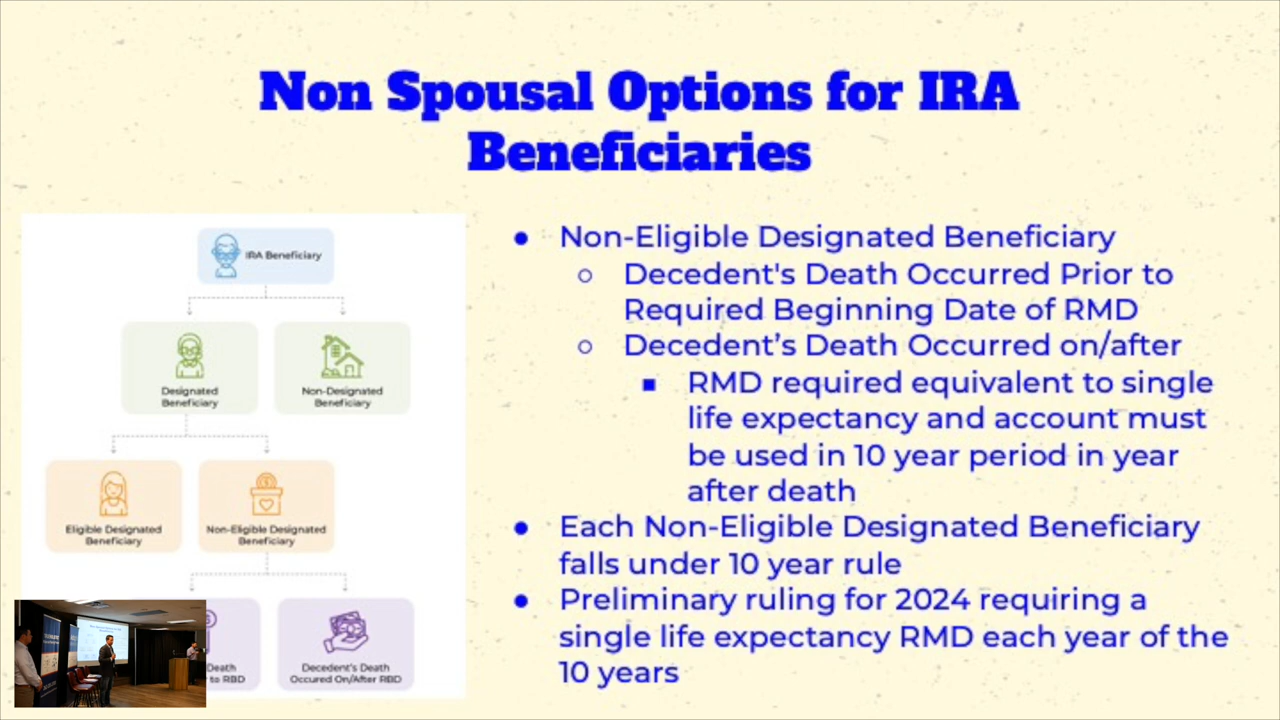 Non Spousal Options for IRA
Beneficiaries
IRA Beneficiary
Designated
Beneficiary
Non-Designated
Beneficiary
Eligible Designated
Beneficiary
Non-Eligible Designated
Beneficiary
Death
to RBD
Decedent's Death
Occured On/After RBD
● Non-Eligible Designated Beneficiary
○ Decedent's Death Occurred Prior to
Required Beginning Date of RMD
○ Decedent’s Death Occurred on/after
■ RMD required equivalent to single
life expectancy and account must
be used in 10 year period in year
after death
● Each Non-Eligible Designated Beneficiary
falls under 10 year rule
● Preliminary ruling for 2024 requiring a
single life expectancy RMD each year of the
10 years